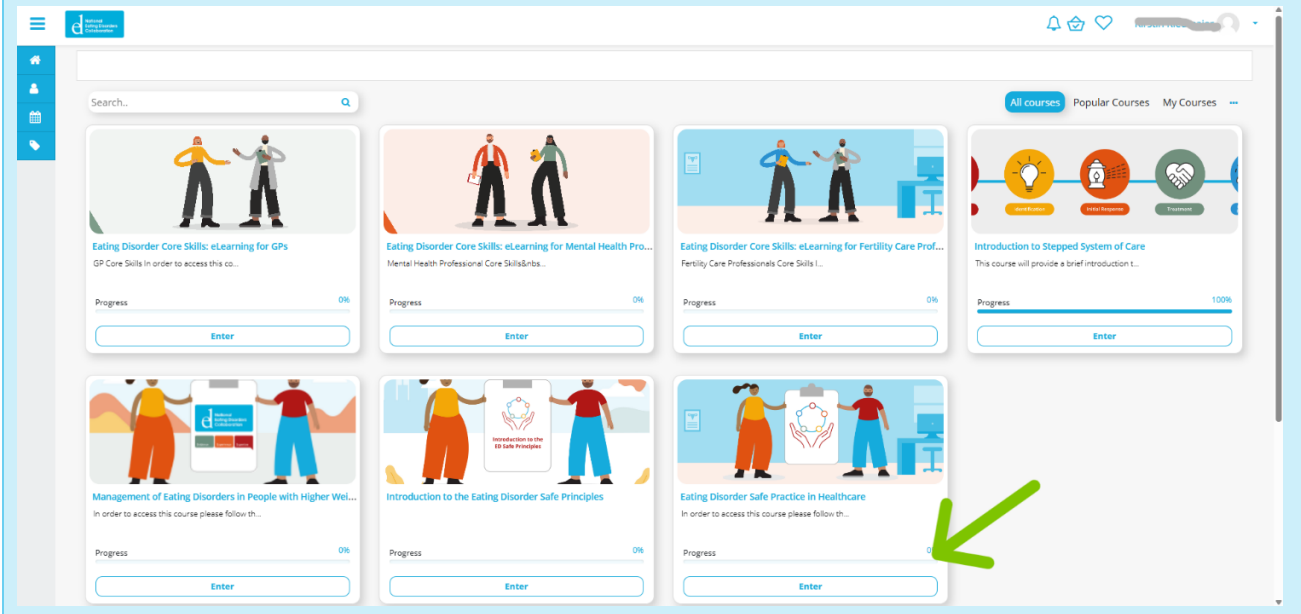 National
Eating Disorders
Collaboration
Search..
All courses Popular Courses My Courses ...
Identification Initial Response Treatment
Eating Disorder Core Skills: eLearning for GPs
GP Core Skills In order to access this co...
Progress 0%
Enter
Eating Disorder Core Skills: eLearning for Mental Health Pro...
Mental Health Professional Core Skills&nbs...
Progress 0%
Enter
Eating Disorder Core Skills: eLearning for Fertility Care Prof...
Fertility Care Professionals Core Skills I...
Progress 0%
Enter
Introduction to Stepped System of Care
This course will provide a brief introduction t...
Progress 100%
Enter
National
Eating Disorders
Collaboration
Management of Eating Disorders in People with Higher Wei...
In order to access this course please follow th...
Progress 0%
Enter
Introduction to the
ED Safe Principles
Introduction to the Eating Disorder Safe Principles
Progress 0%
Enter
Eating Disorder Safe Practice in Healthcare
In order to access this course please follow th...
Progress
Enter